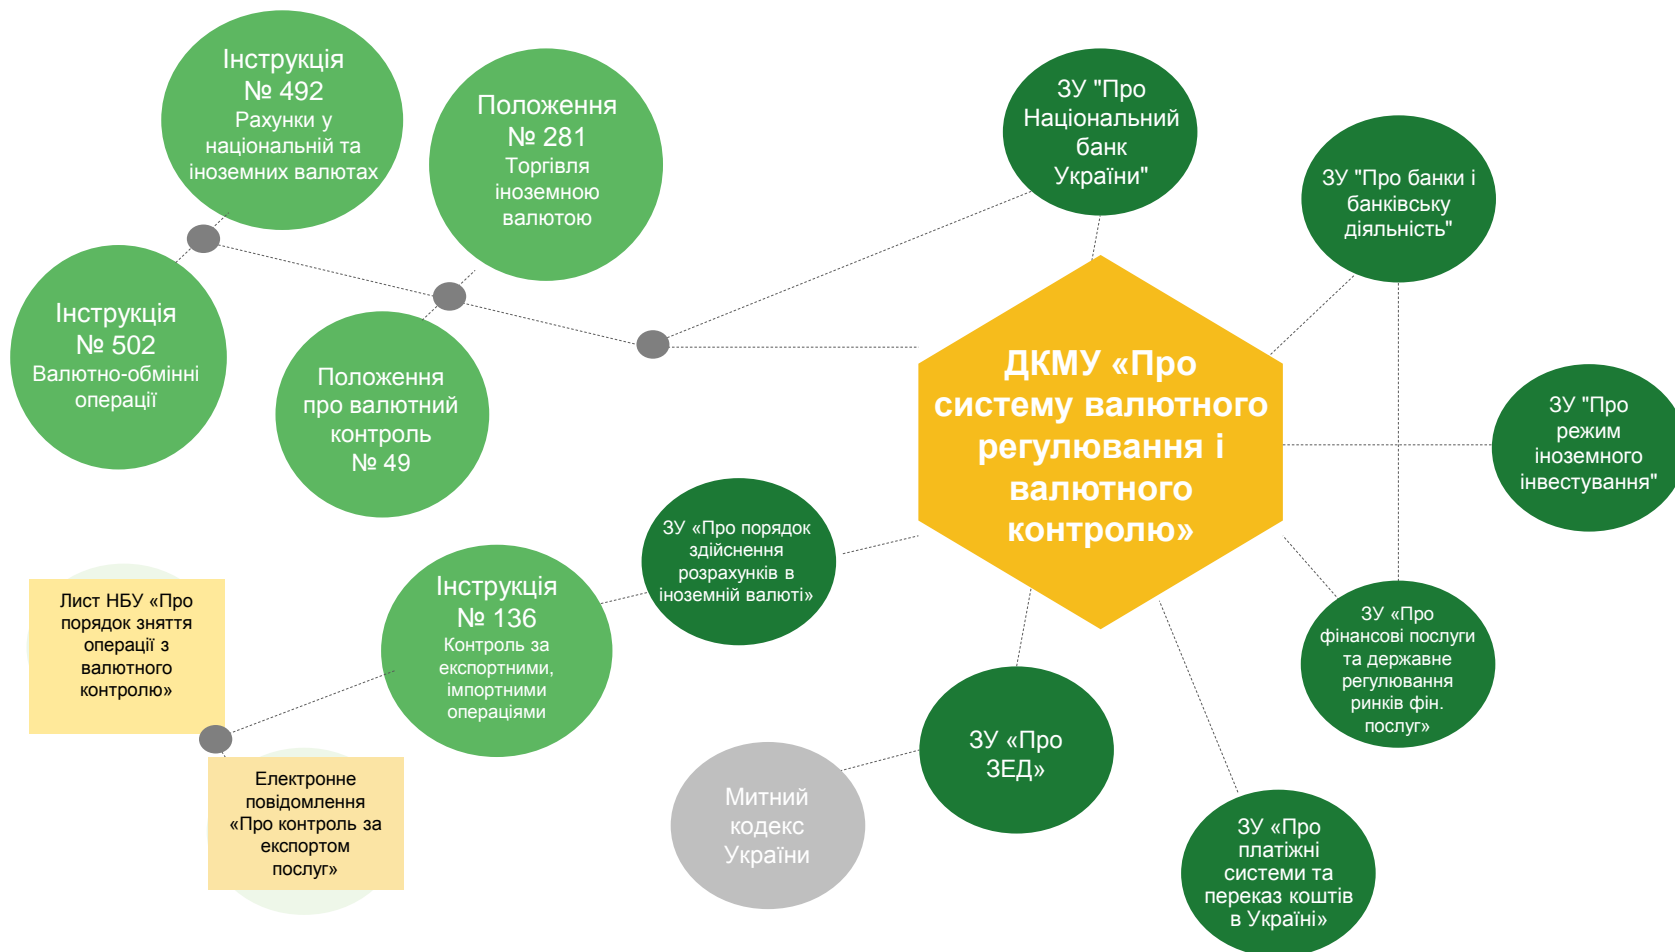 Інструкція
№ 492
Рахунки у
національній та
іноземних валютах
Положення
№ 281
Торгівля
іноземною
валютою
ЗУ "Про
Національний
банк
України"
ЗУ "Про банки і
банківську
діяльність"
Інструкція
№ 502
Валютно-обмінні
операції
Положення
про валютний
контроль
№ 49
ДКМУ «Про
систему валютного
регулювання і
валютного
контролю»
ЗУ "Про
режим
іноземного
інвестування"
ЗУ «Про порядок
здійснення
розрахунків в
іноземній валюті»
Інструкція
№ 136
Контроль за
експортними,
імпортними
операціями
Лист НБУ «Про
порядок зняття
операції з
валютного
контролю»
ЗУ «Про
фінансові послуги
та державне
регулювання
ринків фін.
послуг»
Електронне
повідомлення
«Про контроль за
експортом
послуг»
ЗУ «Про
ЗЕД»
Митний
кодекс
України
ЗУ «Про
платіжні
системи та
переказ коштів
в Україні»